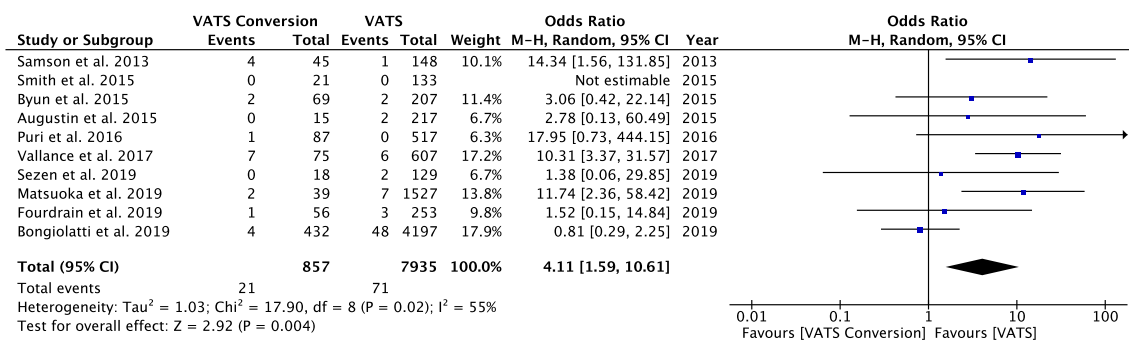 VATS Conversion VATS Odds Ratio Odds Ratio
Study or Subgroup Events Total Events Total Weight M-H, Random, 95% CI Year M-H, Random, 95% CI
Samson et al. 2013 4 45 1 148 10.1% 14.34 [1.56, 131.85] 2013
Smith et al. 2015 0 21 0 133 Not estimable 2015
Byun et al. 2015 2 69 2 207 11.4% 3.06 [0.42, 22.14] 2015
Augustin et al. 2015 0 15 2 217 6.7% 2.78 [0.13, 60.49] 2015
Puri et al. 2016 1 87 0 517 6.3% 17.95 [0.73, 444.15] 2016
Vallance et al. 2017 7 75 6 607 17.2% 10.31 [3.37, 31.57] 2017
Sezen et al. 2019 0 18 2 129 6.7% 1.38 [0.06, 29.85] 2019
Matsuoka et al. 2019 2 39 7 1527 13.8% 11.74 [2.36, 58.42] 2019
Fourdrain et al. 2019 1 56 3 253 9.8% 1.52 [0.15, 14.84] 2019
Bongiolatti et al. 2019 4 432 48 4197 17.9% 0.81 [0.29, 2.25] 2019
Total (95% CI) 857 7935 100.0% 4.11 [1.59, 10.61]
Total events 21 71
Heterogeneity: Tau² = 1.03; Chi² = 17.90, df = 8 (P = 0.02); I² = 55%
Test for overall effect: Z = 2.92 (P = 0.004)
0.01 0.1 1 10 100
Favours [VATS Conversion] Favours [VATS]